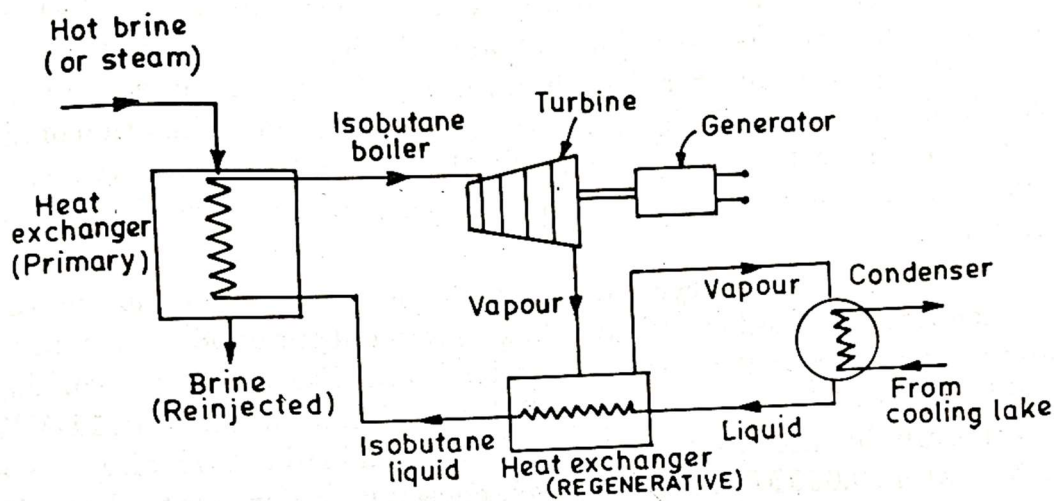 Hot brine
(or steam)
Isobutane
boiler
Turbine
Generator
Heat
exchanger
(Primary)
Vapour
Vapour
Condenser
Brine
(Reinjected)
From
cooling lake
Isobutane
liquid
Liquid
Heat exchanger
(REGENERATIVE)